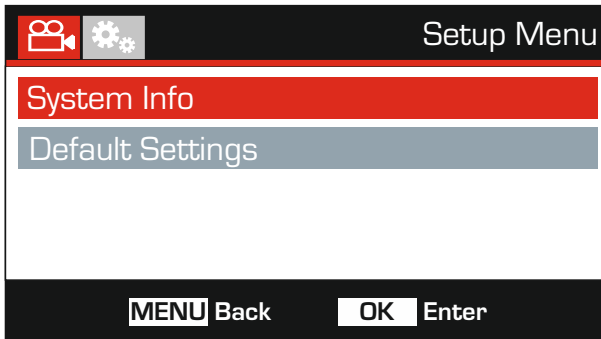 Setup Menu
System Info
Default Settings
MENU Back OK Enter